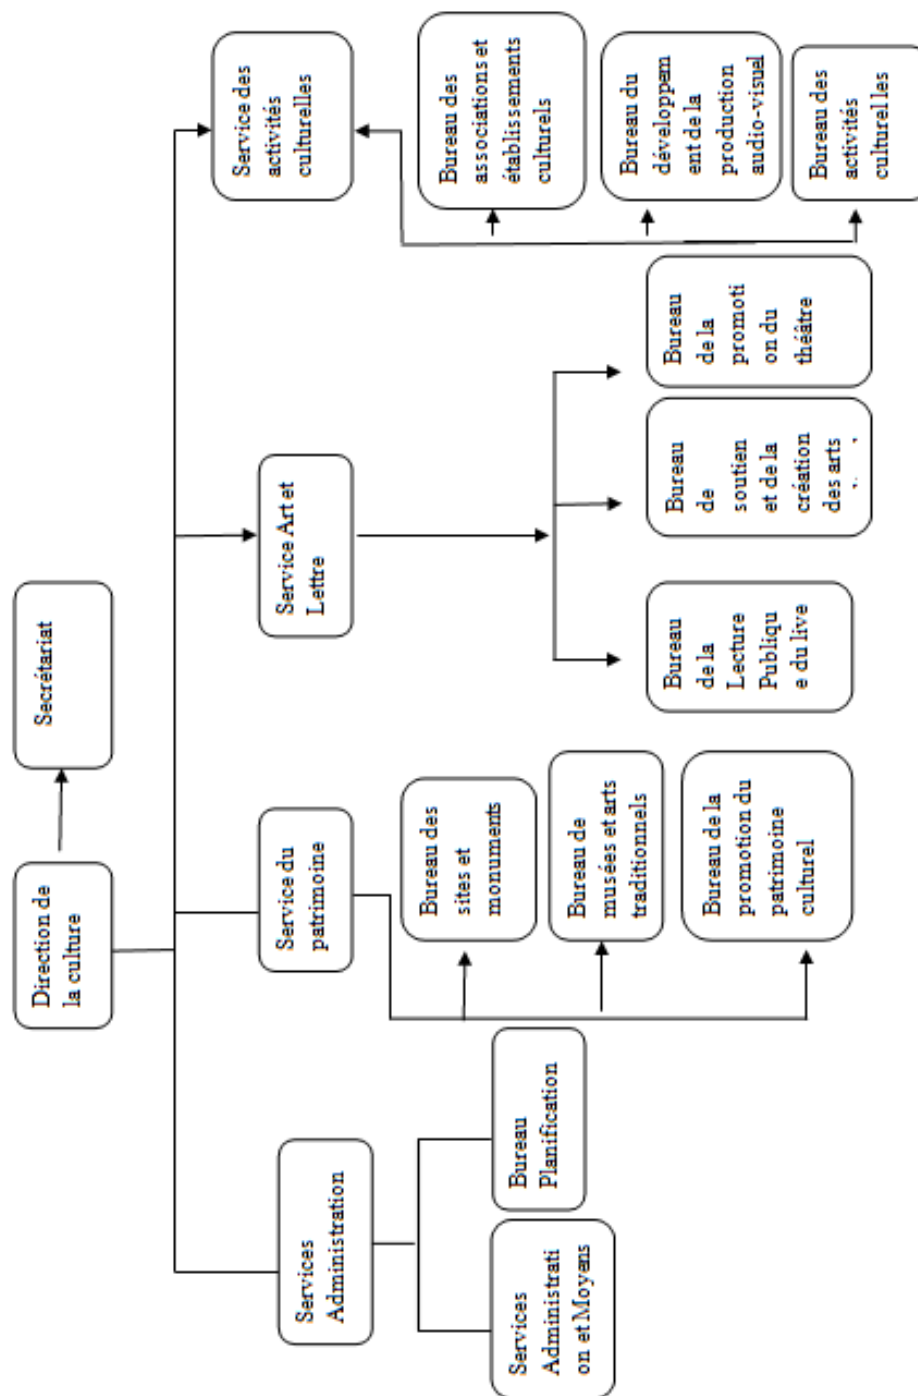 Direction de
la culture
Secrétariat
Services
Administration
Service du
patrimoine
Service Art et
Lettre
Service des
activités
culturelles
Services
Administrati
on et Moyens
Bureau
Planification
Bureau des
sites et
monuments
Bureau de
musées et arts
traditionnels
Bureau de la
promotion du
patrimoine
culturel
Bureau
de la
Lecture
Publiqu
e du live
Bureau
de
soutien
et de la
création
des arts
Bureau
de la
promoti
on du
théâtre
Bureau des
associations et
établissements
culturels
Bureau du
développem
ent de la
production
audio-visuel
Bureau des
activités
culturelles